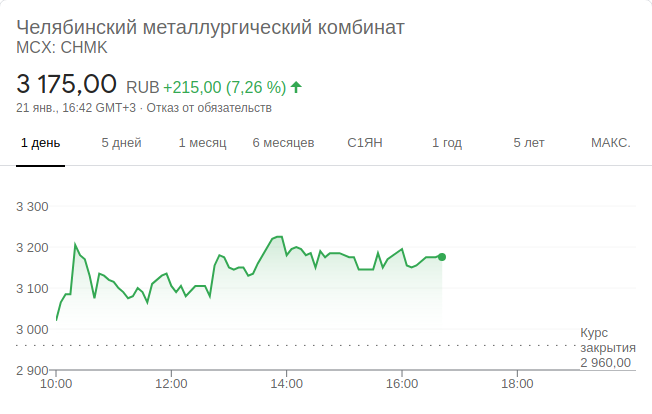 Челябинский металлургический комбинат
MCX: CHMK
3 175,00 RUB +215,00 (7,26 %)
21 янв., 16:42 GMT+3 · Отказ от обязательств
1 день 5 дней 1 месяц 6 месяцев С1ЯН 1 год 5 лет МАКС.
3 300
3 200
3 100
3 000
Курс
закрытия
2 960,00
2 900
10:00 12:00 14:00 16:00 18:00